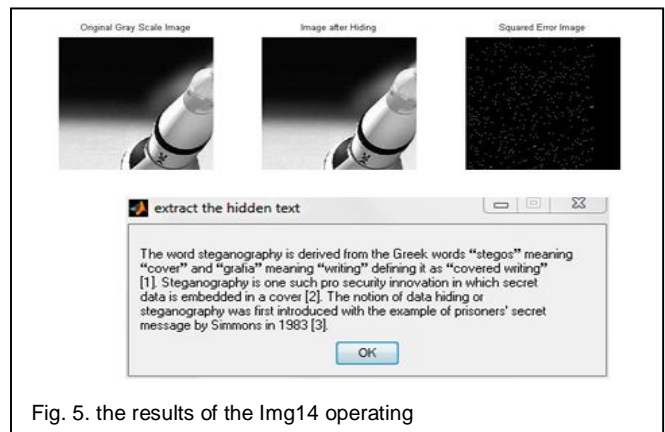 Original Gray Scale Image
Image after Hiding
Squared Error Image
extract the hidden text
The word steganography is derived from the Greek words “stegos” meaning
“cover” and “grafia” meaning “writing” defining it as “covered writing”
[1]. Steganography is one such pro security innovation in which secret
data is embedded in a cover [2]. The notion of data hiding or
steganography was first introduced with the example of prisoners' secret
message by Simmons in 1983 [3].
OK
Fig. 5. the results of the Img14 operating